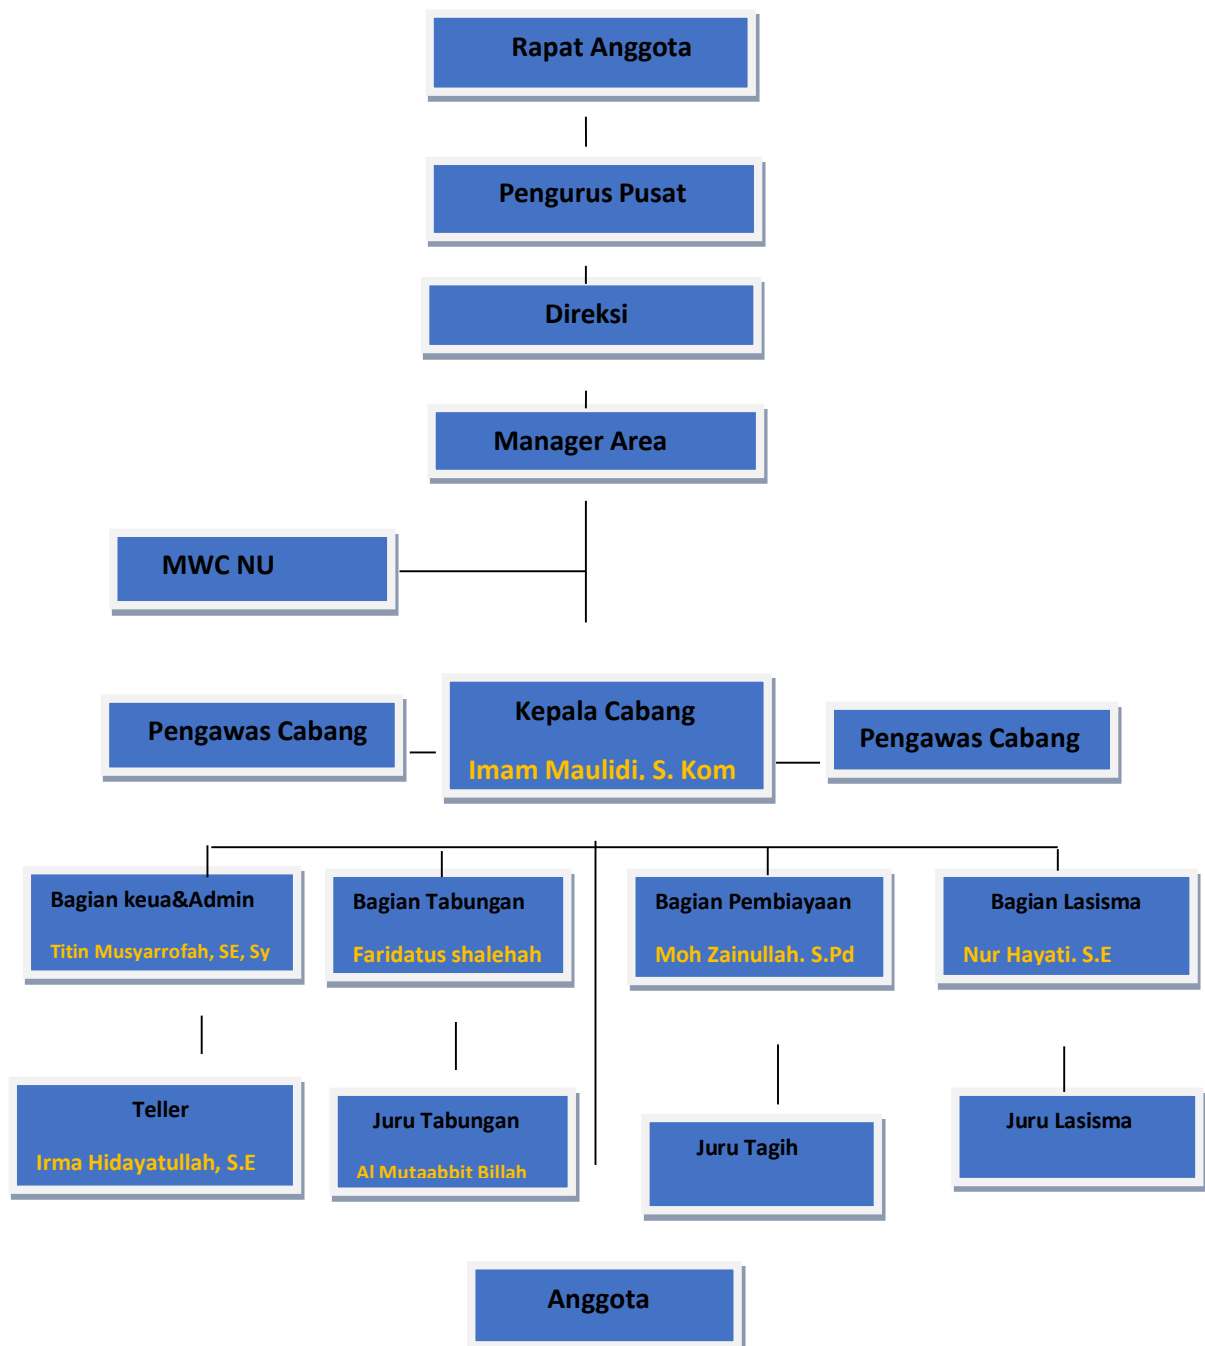 Rapat Anggota
Pengurus Pusat
Direksi
Manager Area
MWC NU
Pengawas Cabang
Kepala Cabang
Imam Maulidi, S. Kom
Pengawas Cabang
Bagian keua&Admin
Titin Musyarrofah, SE, Sy
Bagian Tabungan
Faridatus shalehah
Bagian Pembiayaan
Moh Zainullah. S.Pd
Bagian Lasisma
Nur Hayati. S.E
Teller
Irma Hidayatullah, S.E
Juru Tabungan
Al Mutaabbit Billah
Juru Tagih
Juru Lasisma
Anggota